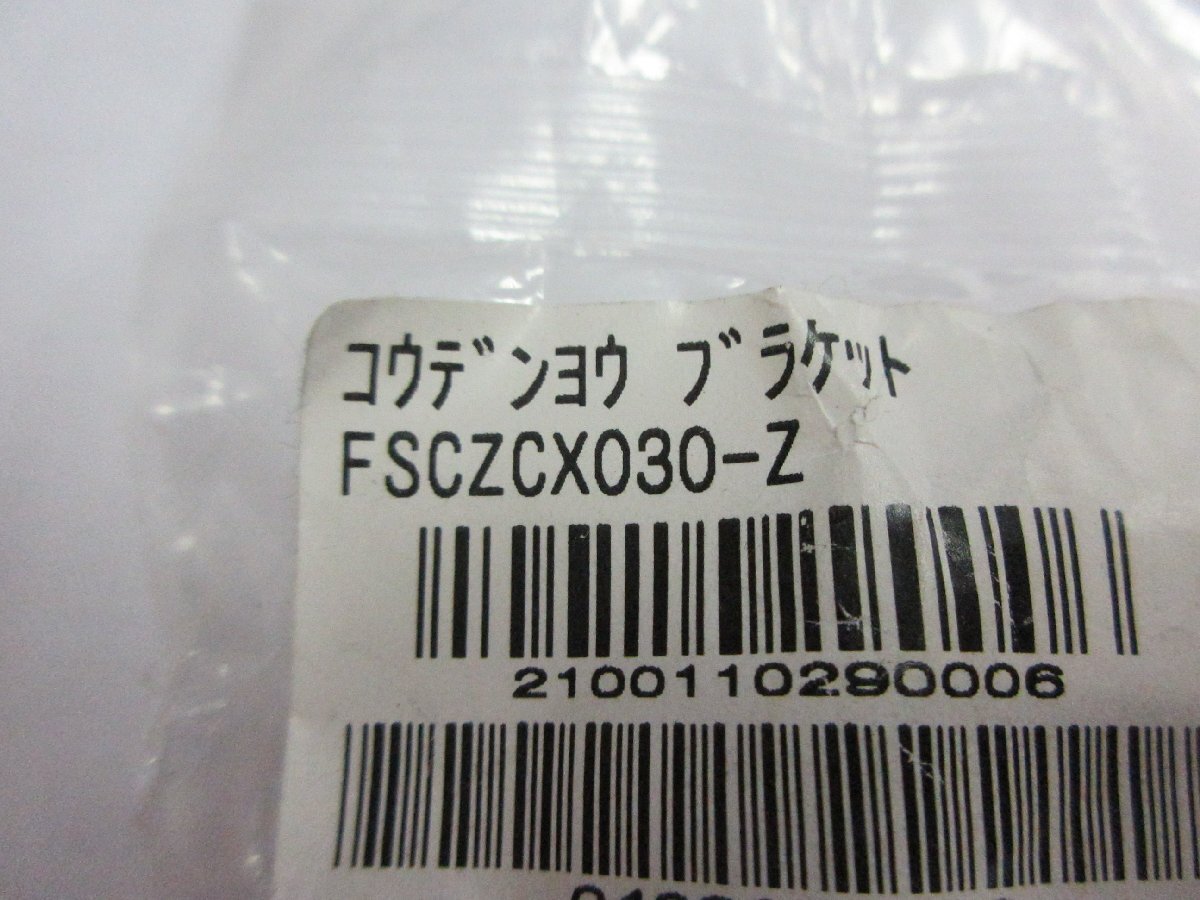 ｺｳﾃﾞﾝﾖｳ ﾌﾞﾗｹｯﾄ
FSCZCX030-Z
2100110290006